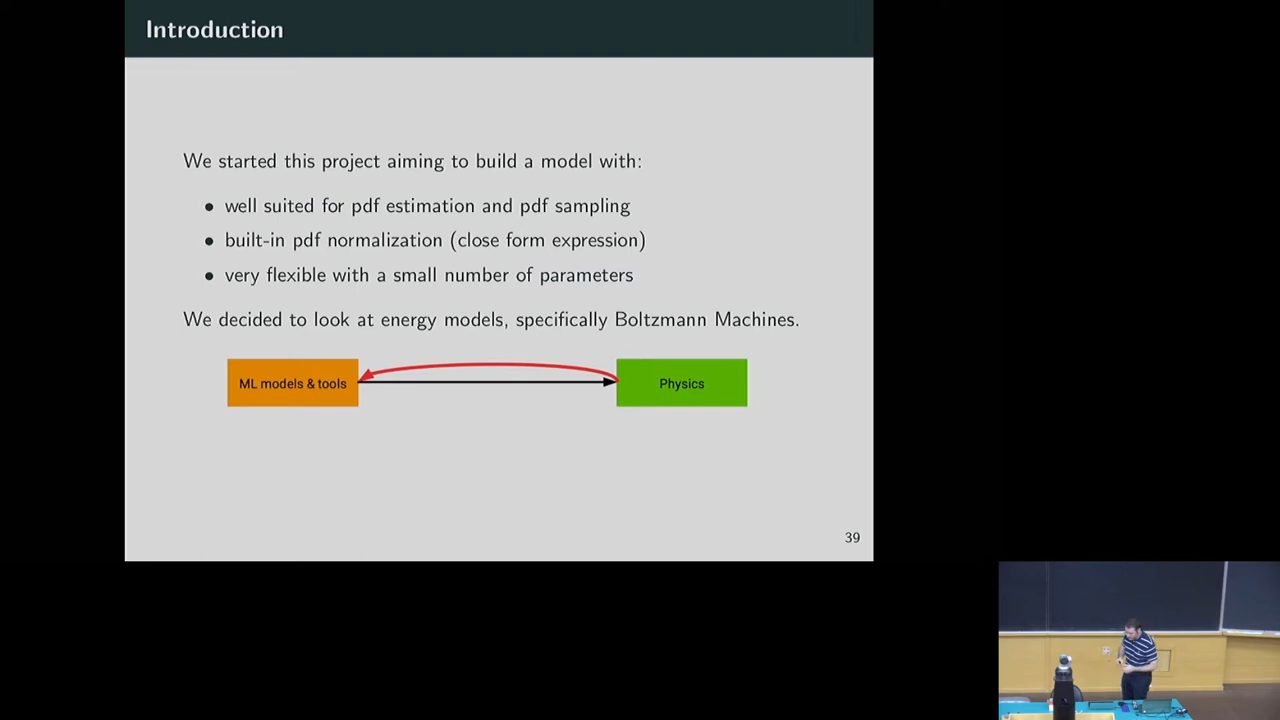 Introduction
We started this project aiming to build a model with:
• well suited for pdf estimation and pdf sampling
• built-in pdf normalization (close form expression)
• very flexible with a small number of parameters
We decided to look at energy models, specifically Boltzmann Machines.
ML models & tools
Physics
39